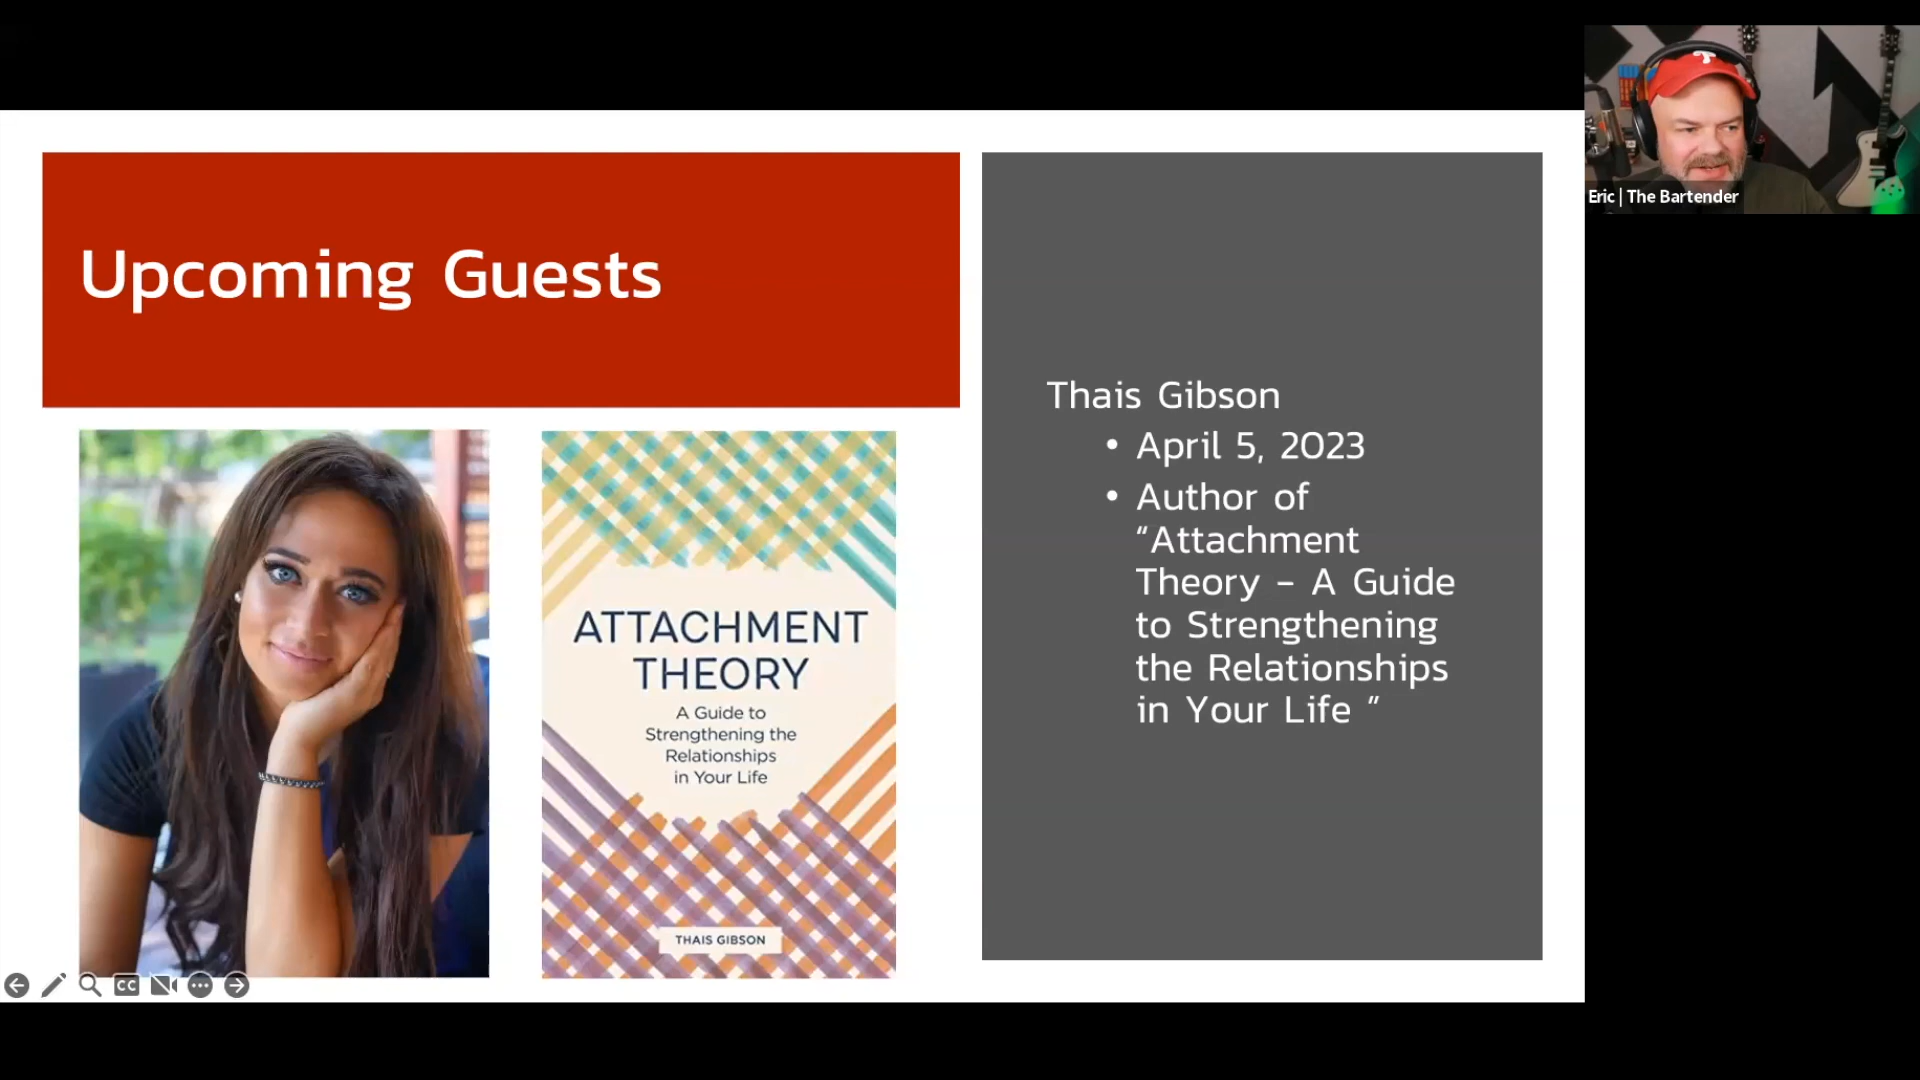 Upcoming Guests
ATTACHMENT
THEORY
A Guide to
Strengthening the
Relationships
in Your Life
THAIS GIBSON
Thais Gibson
• April 5, 2023
• Author of
“Attachment
Theory – A Guide
to Strengthening
the Relationships
in Your Life ”
T
Eric | The Bartender
CC